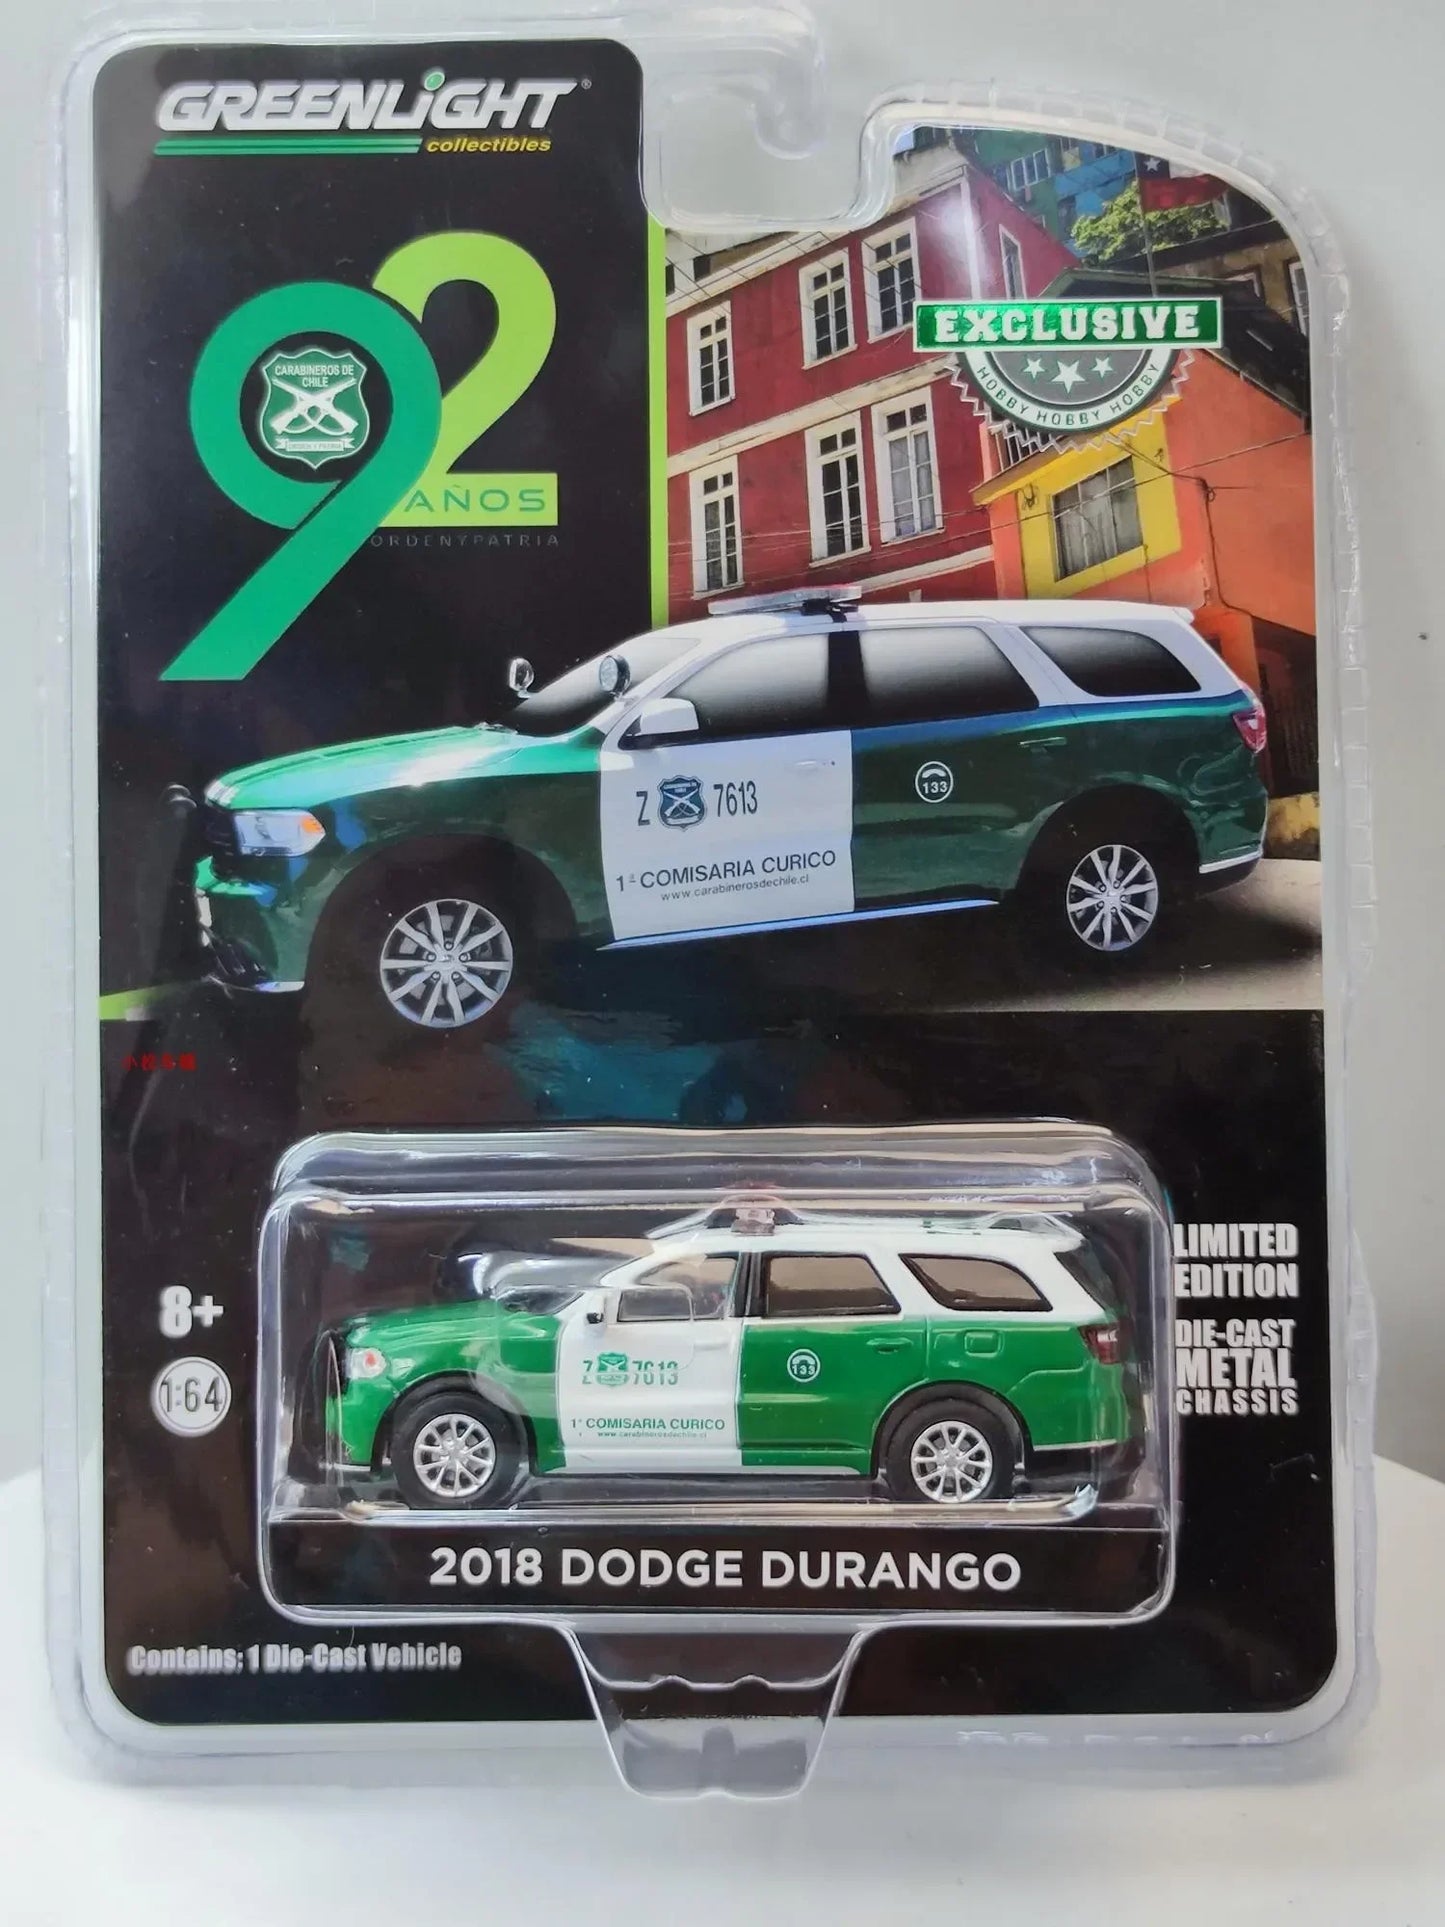 GREENLiGHT®
collectibles
92
CARABINEROS DE
CHILE
ORDEN Y PATRIA
AÑOS
ORDENYPATRIA
EXCLUSIVE
HOBBY HOBBY HOBBY
Z 7613
133
1ª COMISARIA CURICO
www.carabinerosdechile.cl
LIMITED
EDITION
DIE-CAST
METAL
CHASSIS
8+
1:64
Z 7613
133
1ª COMISARIA CURICO
www.carabinerosdechile.cl
2018 DODGE DURANGO
Contains: 1 Die-Cast Vehicle